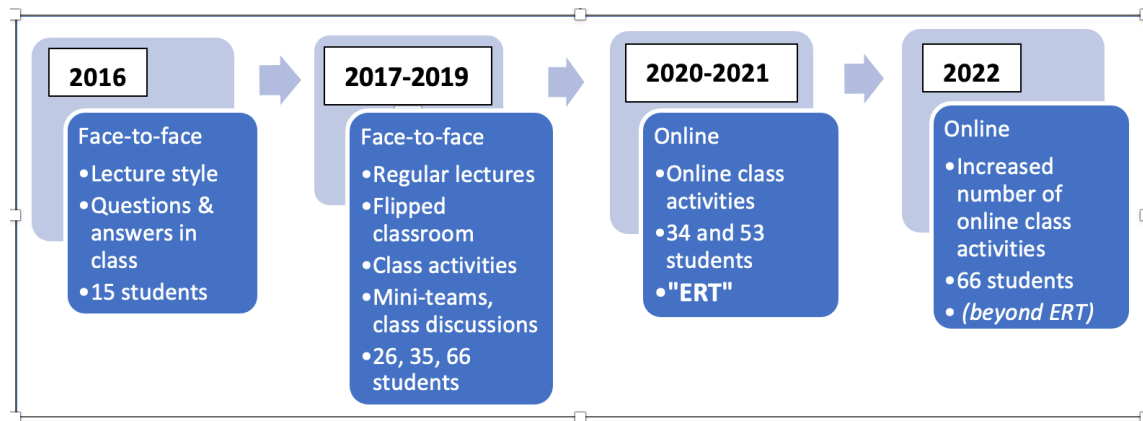 2016
Face-to-face
•Lecture style
•Questions &
answers in
class
•15 students
2017-2019
Face-to-face
•Regular lectures
•Flipped
classroom
•Class activities
•Mini-teams,
class discussions
•26, 35, 66
students
2020-2021
Online
•Online class
activities
•34 and 53
students
•"ERT"
2022
Online
•Increased
number of
online class
activities
•66 students
• (beyond ERT)